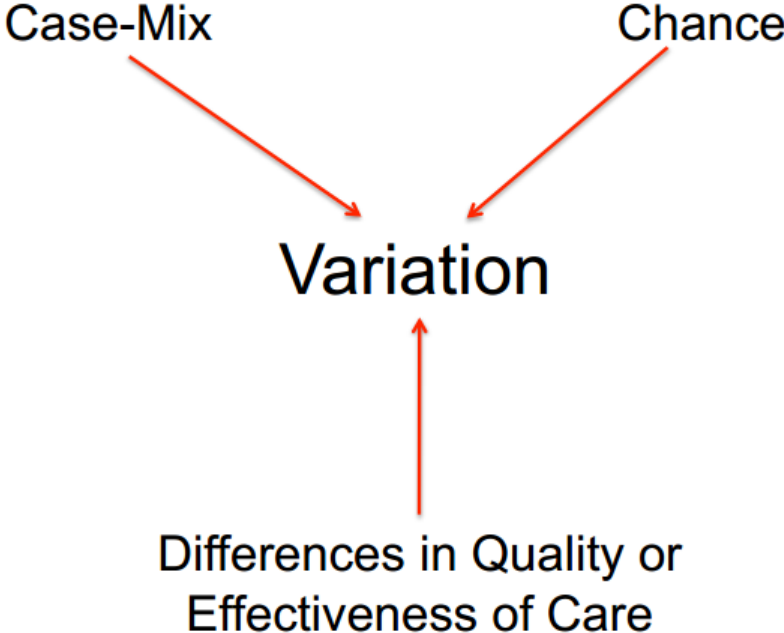 Case-Mix
Chance
Variation
Differences in Quality or
Effectiveness of Care